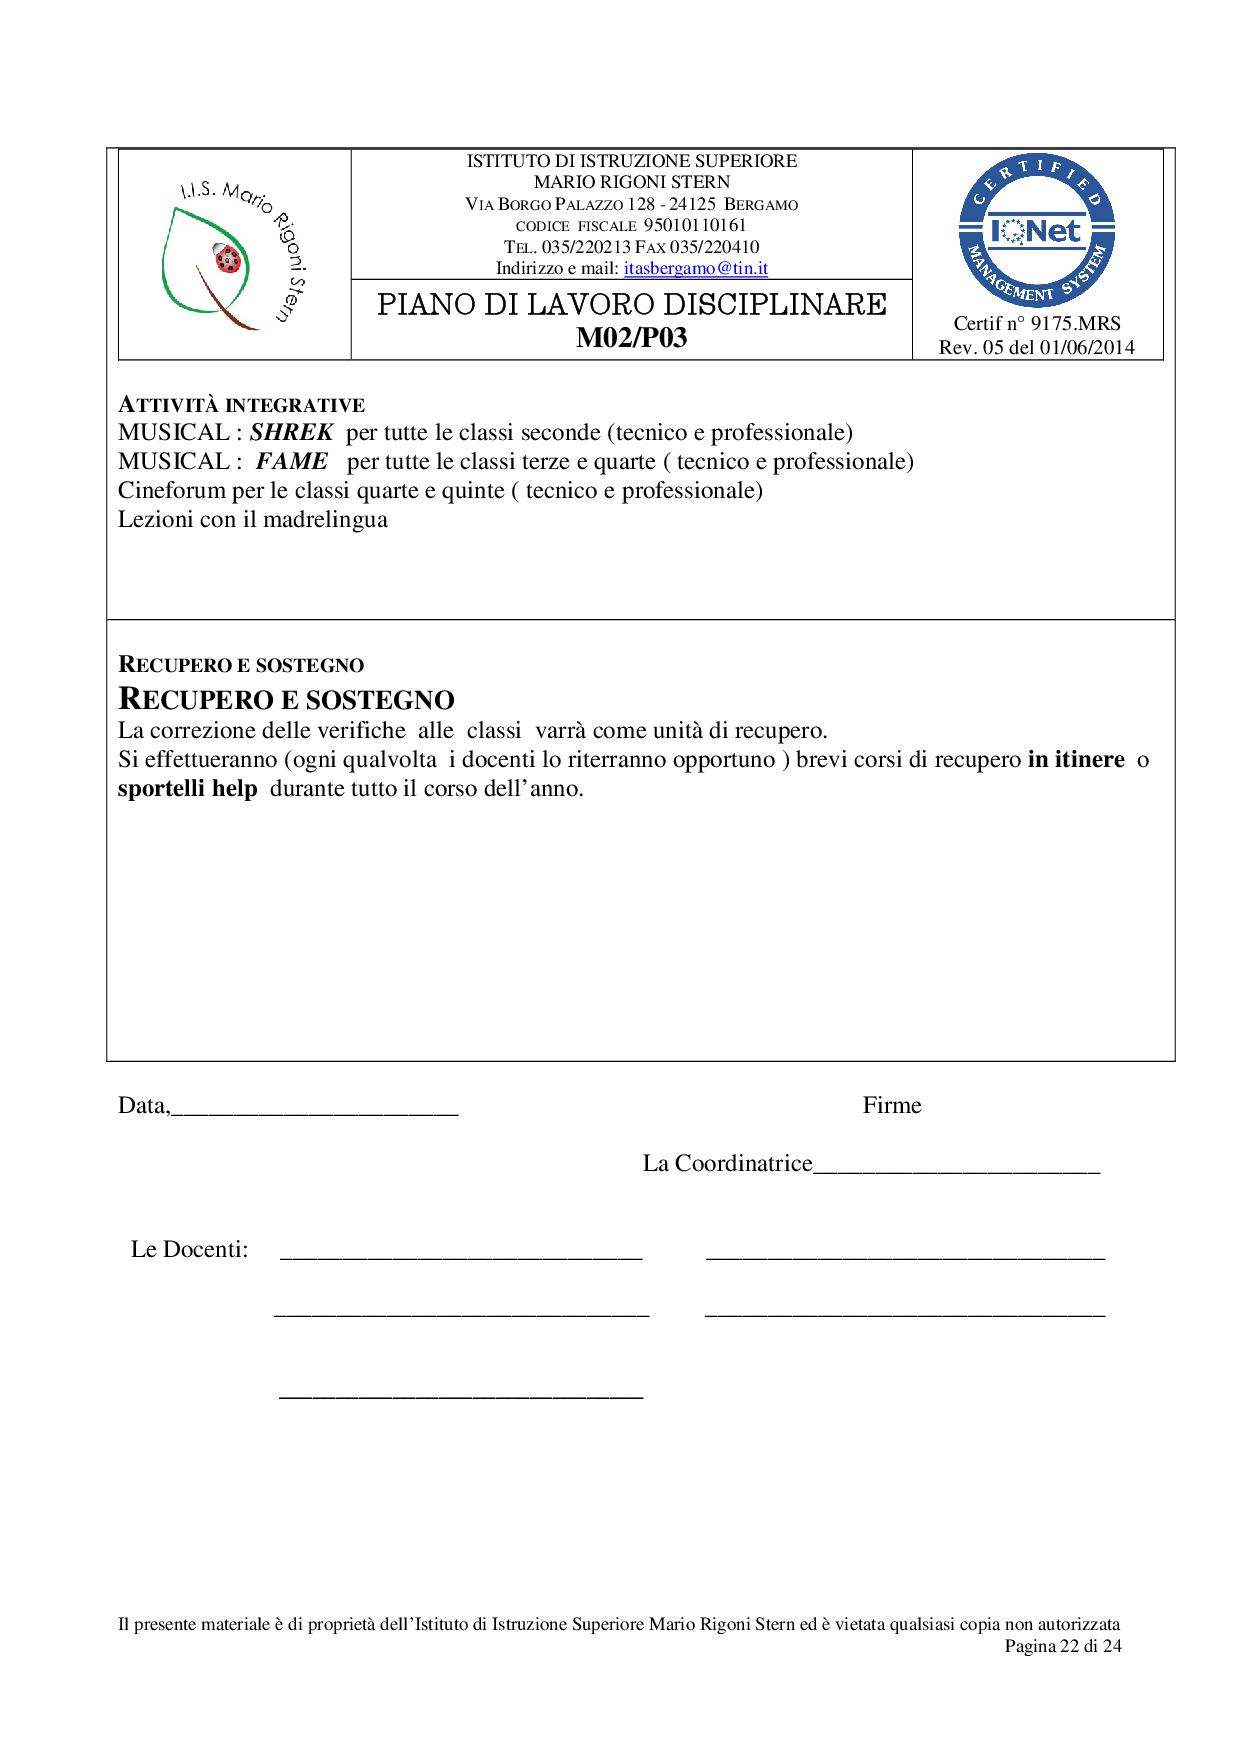 I.I.S. Mario Rigoni Stern
ISTITUTO DI ISTRUZIONE SUPERIORE
MARIO RIGONI STERN
VIA BORGO PALAZZO 128 - 24125 BERGAMO
CODICE FISCALE 95010110161
TEL. 035/220213 FAX 035/220410
Indirizzo e mail: itasbergamo@tin.it
PIANO DI LAVORO DISCIPLINARE
M02/P03
CERTIFIED
IQNet
MANAGEMENT SYSTEM
Certif n° 9175.MRS
Rev. 05 del 01/06/2014
ATTIVITÀ INTEGRATIVE
MUSICAL : SHREK per tutte le classi seconde (tecnico e professionale)
MUSICAL : FAME per tutte le classi terze e quarte ( tecnico e professionale)
Cineforum per le classi quarte e quinte ( tecnico e professionale)
Lezioni con il madrelingua
RECUPERO E SOSTEGNO
RECUPERO E SOSTEGNO
La correzione delle verifiche alle classi varrà come unità di recupero.
Si effettueranno (ogni qualvolta i docenti lo riterranno opportuno ) brevi corsi di recupero in itinere o
sportelli help durante tutto il corso dell’anno.
Data,_______________________ Firme
La Coordinatrice_______________________
Le Docenti: _____________________________ ________________________________
______________________________ ________________________________
_____________________________
Il presente materiale è di proprietà dell’Istituto di Istruzione Superiore Mario Rigoni Stern ed è vietata qualsiasi copia non autorizzata
Pagina 22 di 24